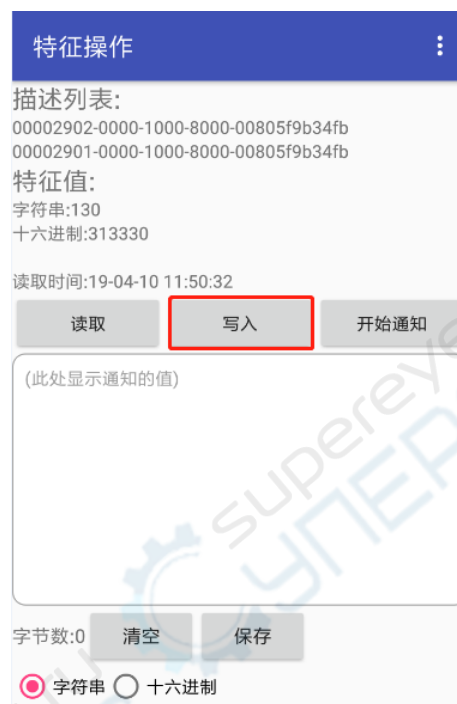 特征操作
描述列表:
00002902-0000-1000-8000-00805f9b34fb
00002901-0000-1000-8000-00805f9b34fb
特征值:
字符串:130
十六进制:313330
读取时间:19-04-10 11:50:32
读取 写入 开始通知
(此处显示通知的值)
supereye
字节数:0 清空 保存
字符串 十六进制